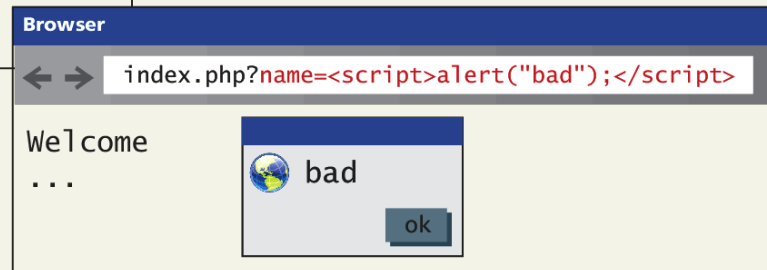 Browser
index.php?name=<script>alert("bad");</script>
Welcome
...
bad
ok